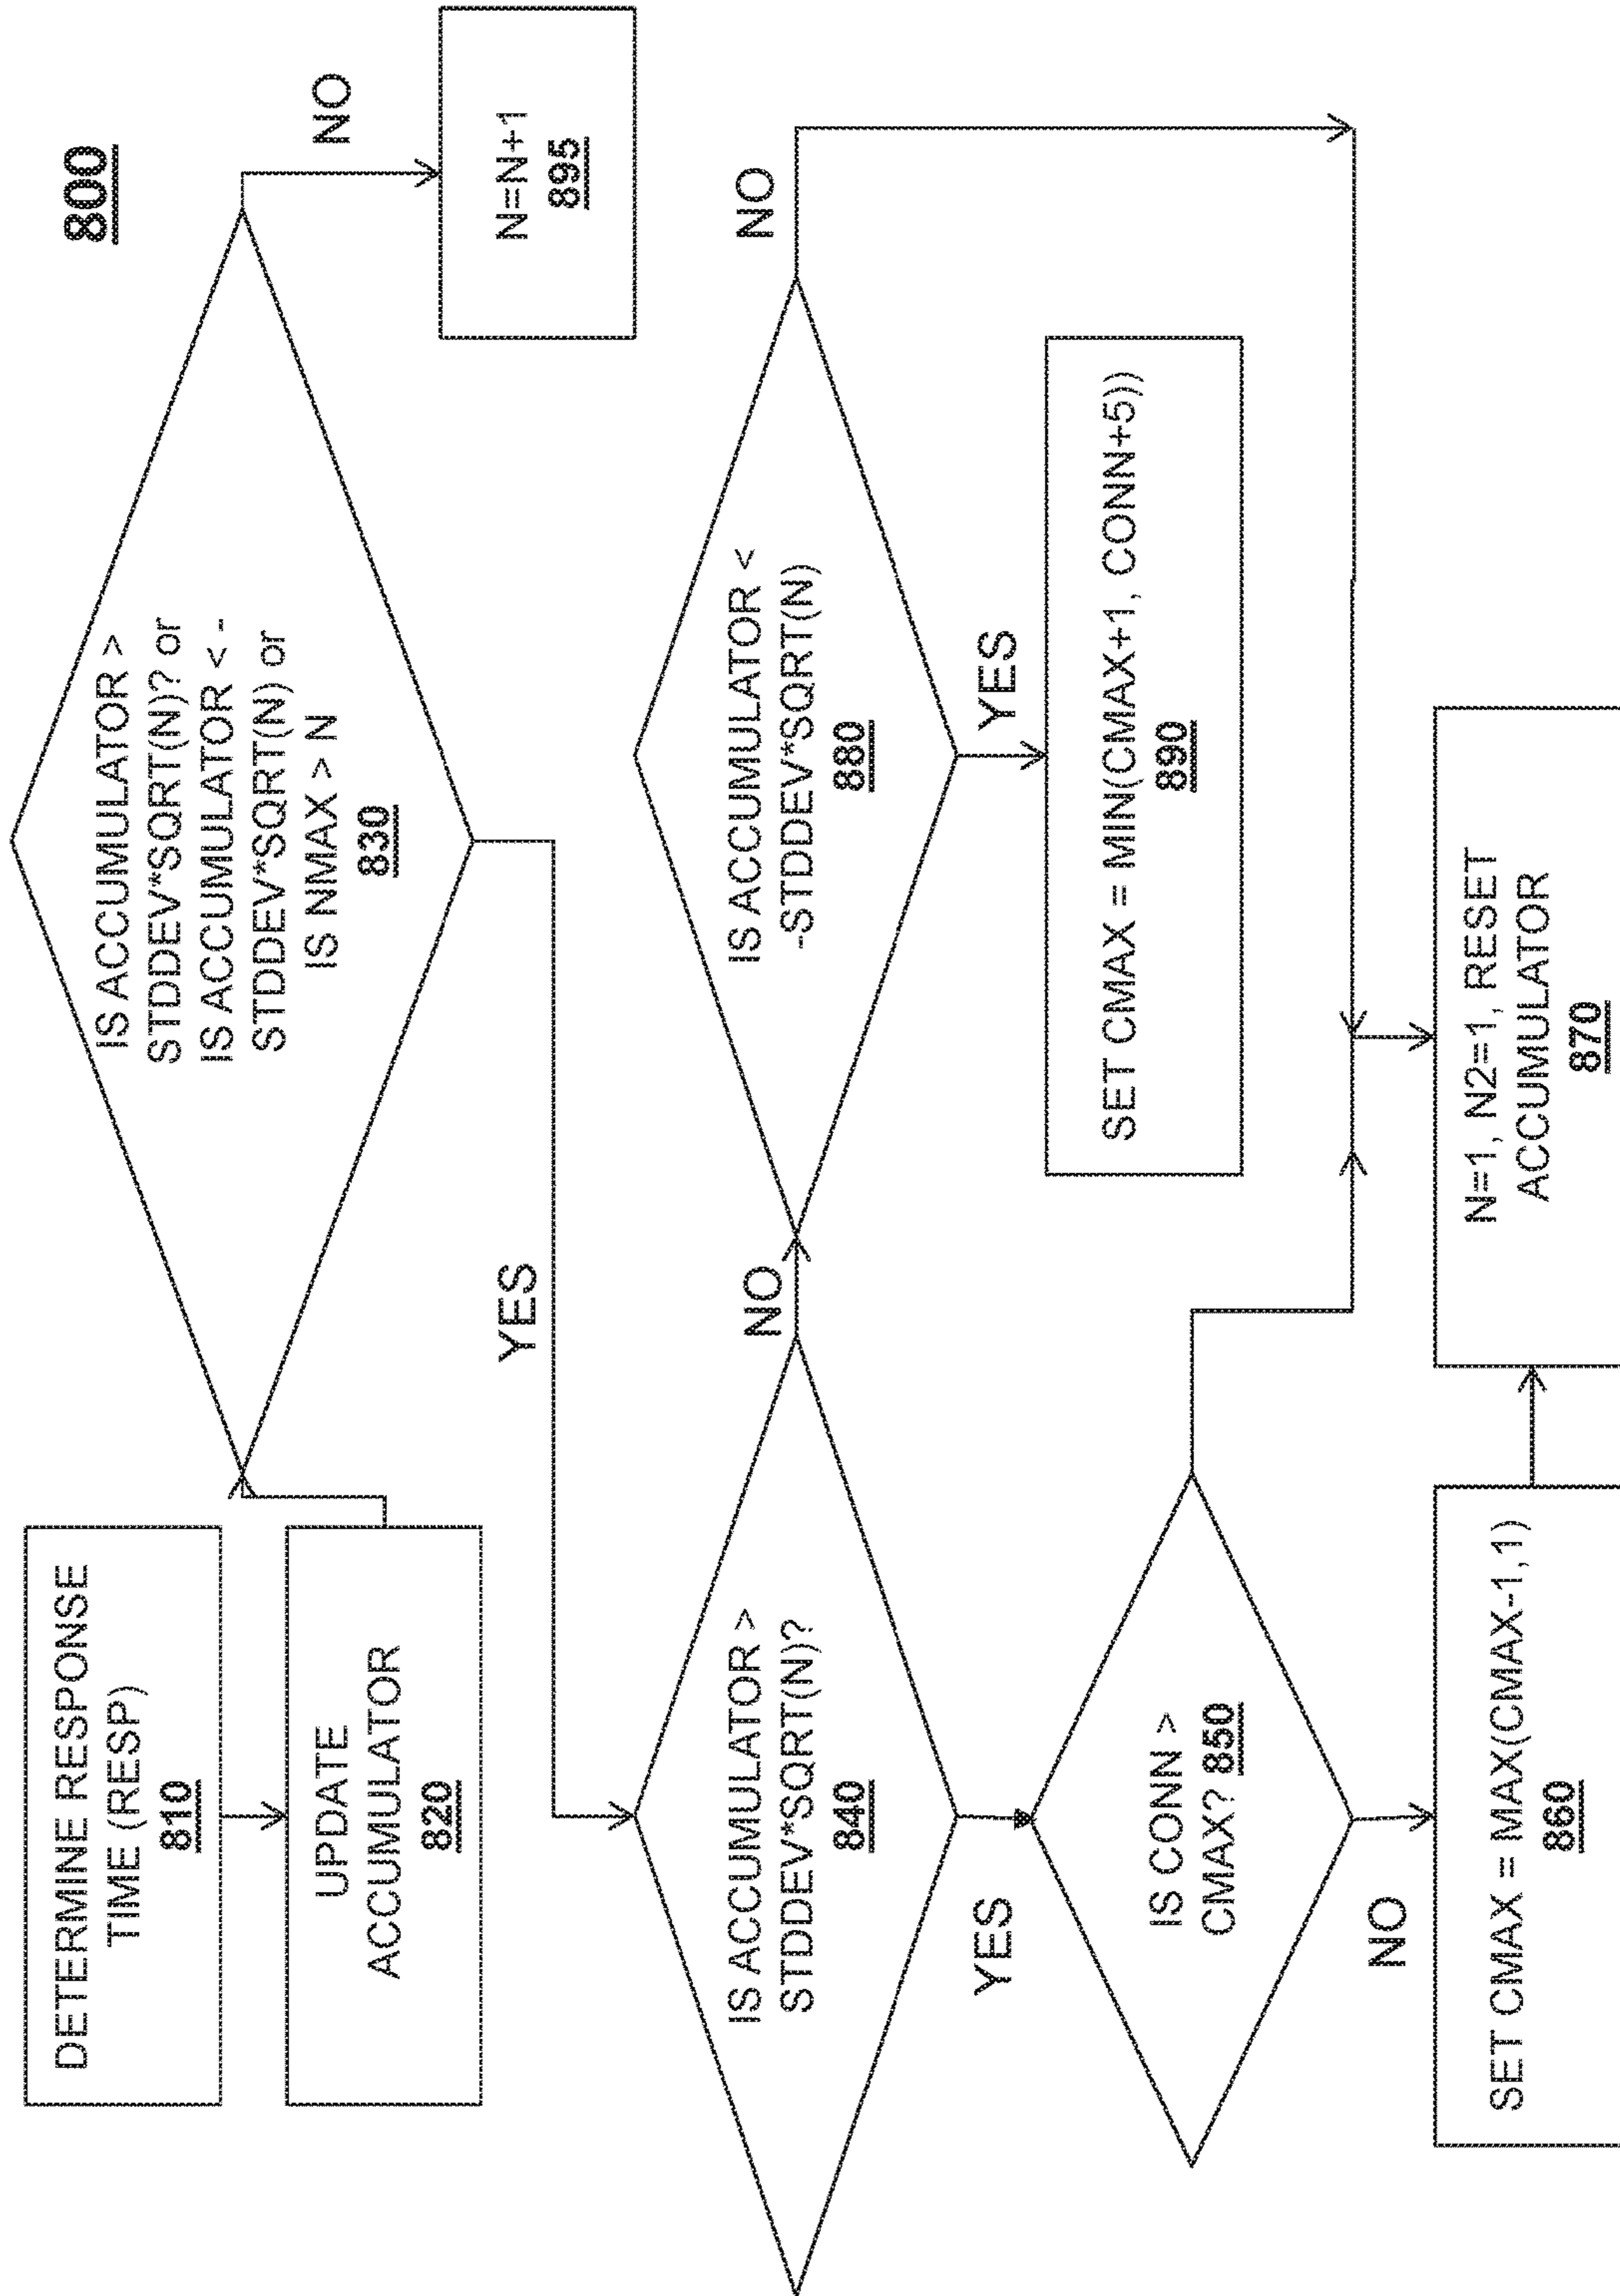 800
DETERMINE RESPONSE
TIME (RESP)
810
UPDATE
ACCUMULATOR
820
IS ACCUMULATOR >
STDDEV*SQRT(N)? or
IS ACCUMULATOR < -
STDDEV*SQRT(N) or
IS NMAX > N
830
NO
N=N+1
895
YES
IS ACCUMULATOR >
STDDEV*SQRT(N)?
840
NO
IS ACCUMULATOR <
-STDDEV*SQRT(N)
880
NO
YES
SET CMAX = MIN(CMAX+1, CONN+5))
890
YES
IS CONN >
CMAX? 850
NO
SET CMAX = MAX(CMAX-1,1)
860
N=1, N2=1, RESET
ACCUMULATOR
870